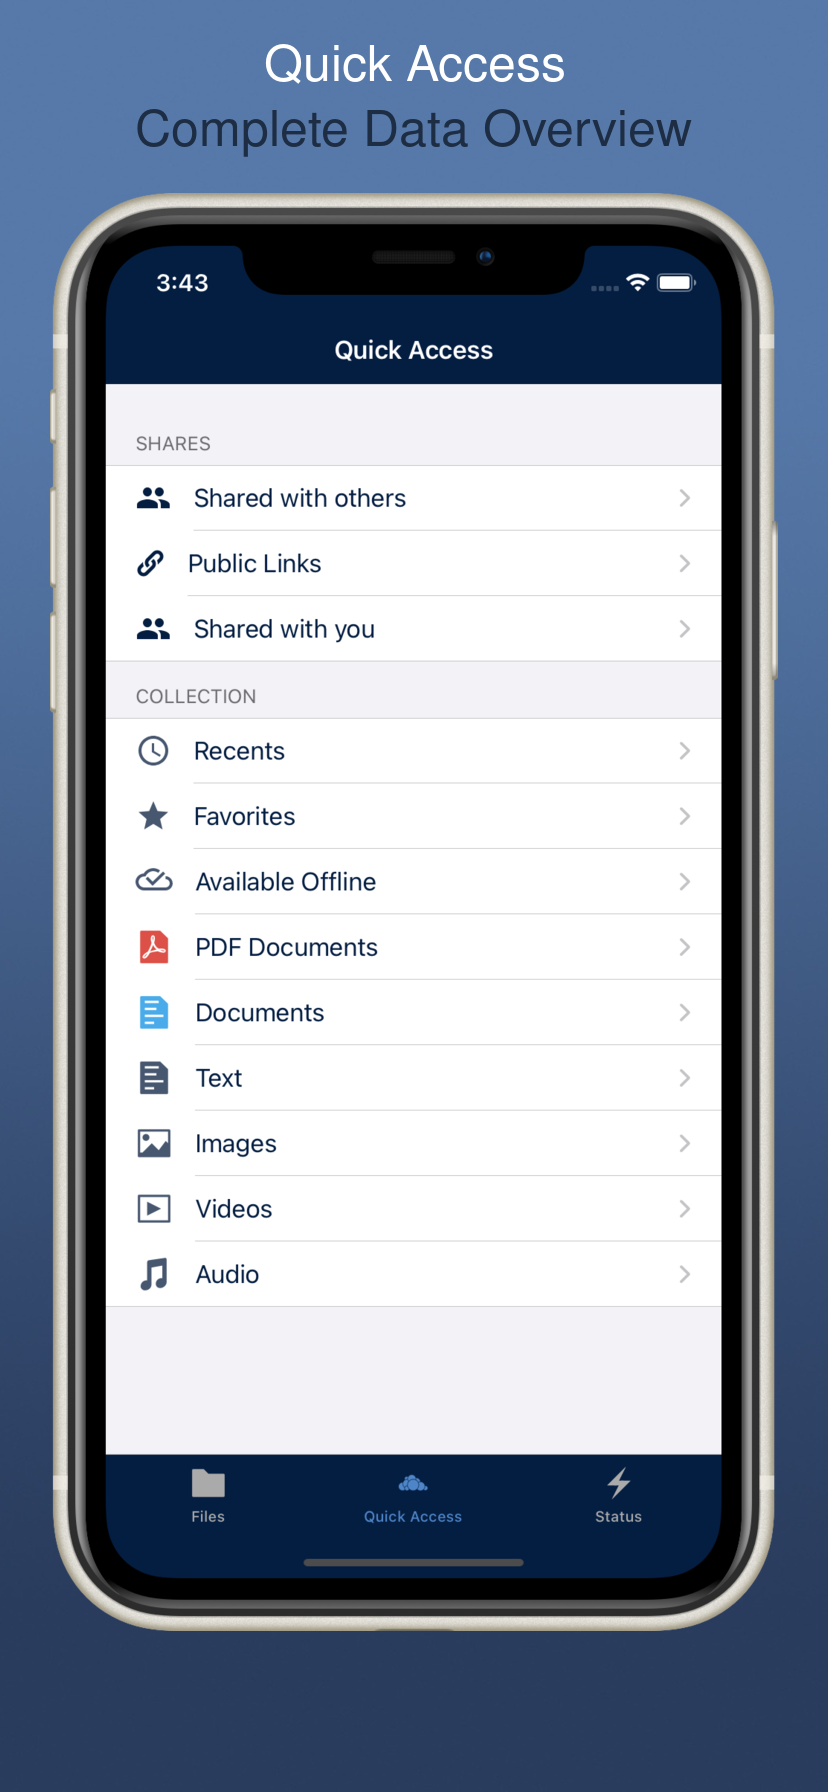 Quick Access
Complete Data Overview
3:43
Quick Access
SHARES
Shared with others
Public Links
Shared with you
COLLECTION
Recents
Favorites
Available Offline
PDF Documents
Documents
Text
Images
Videos
Audio
Files
Quick Access
Status